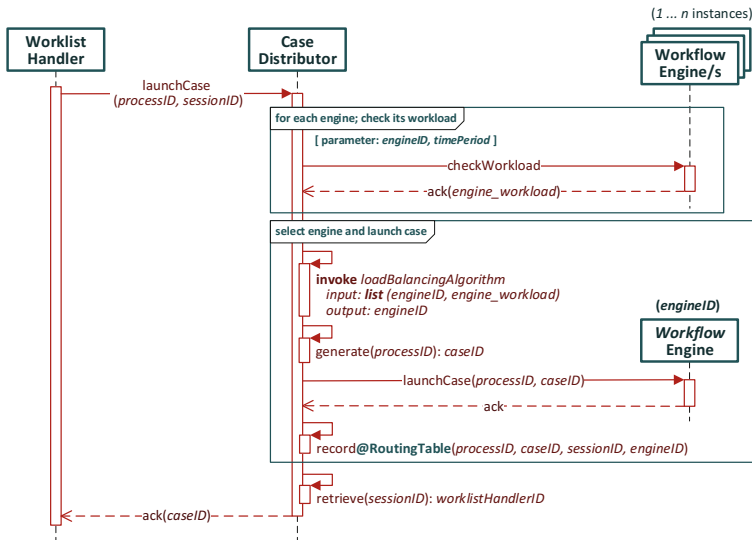 (1 ... n instances)
Worklist
Handler
Case
Distributor
Workflow
Engine/s
launchCase
(processID, sessionID)
for each engine; check its workload
[ parameter: engineID, timePeriod ]
checkWorkload
ack(engine_workload)
select engine and launch case
invoke loadBalancingAlgorithm
input: list (engineID, engine_workload)
output: engineID
(engineID)
Workflow
Engine
generate(processID): caseID
launchCase(processID, caseID)
ack
record@RoutingTable(processID, caseID, sessionID, engineID)
retrieve(sessionID): worklistHandlerID
ack(caseID)